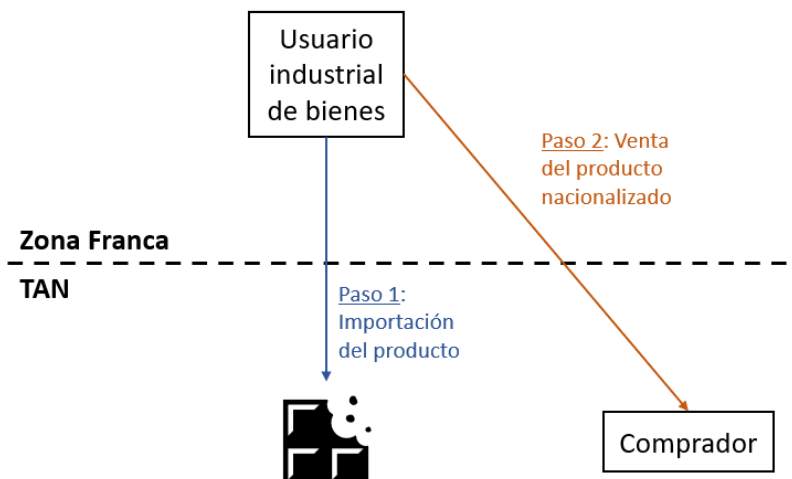 Usuario
industrial
de bienes
Paso 2: Venta
del producto
nacionalizado
Zona Franca
TAN
Paso 1:
Importación
del producto
Comprador